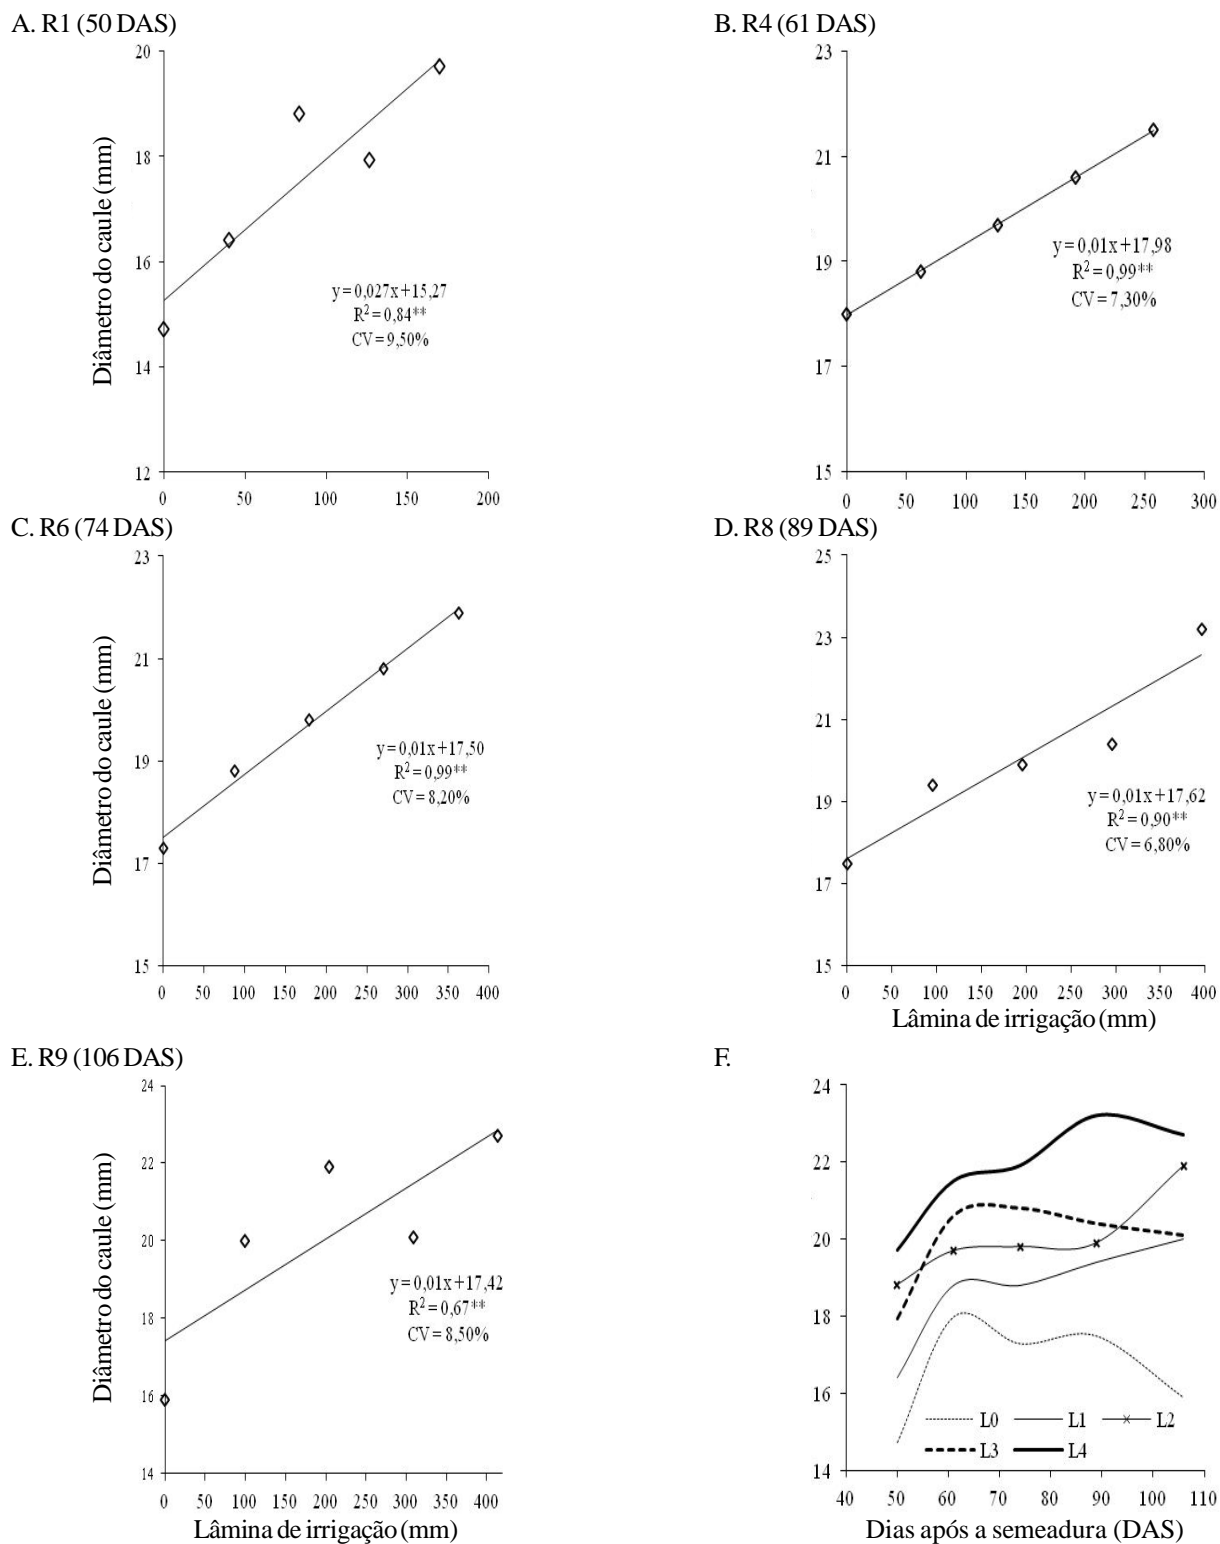 A. R1 (50 DAS)
Diâmetro do caule (mm)
20
18
16
14
12
0 50 100 150 200
y = 0,027x + 15,27
R² = 0,84**
CV = 9,50%
B. R4 (61 DAS)
23
21
19
17
15
0 50 100 150 200 250 300
y = 0,01x + 17,98
R² = 0,99**
CV = 7,30%
C. R6 (74 DAS)
Diâmetro do caule (mm)
23
21
19
17
15
0 50 100 150 200 250 300 350 400
y = 0,01x + 17,50
R² = 0,99**
CV = 8,20%
D. R8 (89 DAS)
25
23
21
19
17
15
0 50 100 150 200 250 300 350 400
y = 0,01x + 17,62
R² = 0,90**
CV = 6,80%
Lâmina de irrigação (mm)
E. R9 (106 DAS)
Diâmetro do caule (mm)
24
22
20
18
16
14
0 50 100 150 200 250 300 350 400
y = 0,01x + 17,42
R² = 0,67**
CV = 8,50%
Lâmina de irrigação (mm)
F.
24
22
20
18
16
14
40 50 60 70 80 90 100 110
L0 L1 L2
L3 L4
Dias após a semeadura (DAS)